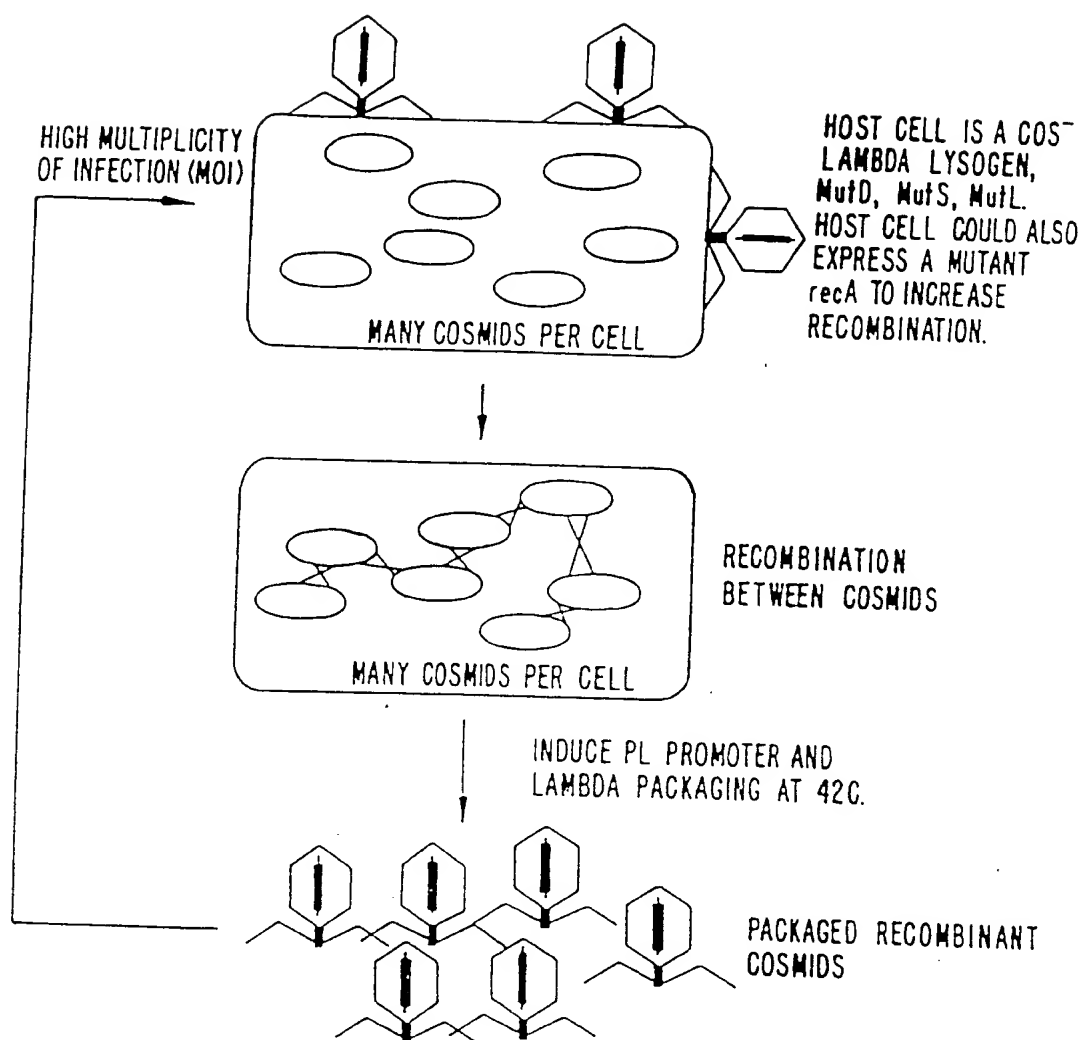 HIGH MULTIPLICITY
OF INFECTION (MOI)
HOST CELL IS A COS⁻
LAMBDA LYSOGEN,
MutD, MutS, MutL.
HOST CELL COULD ALSO
EXPRESS A MUTANT
recA TO INCREASE
RECOMBINATION.
MANY COSMIDS PER CELL
RECOMBINATION
BETWEEN COSMIDS
MANY COSMIDS PER CELL
INDUCE PL PROMOTER AND
LAMBDA PACKAGING AT 42C.
PACKAGED RECOMBINANT
COSMIDS